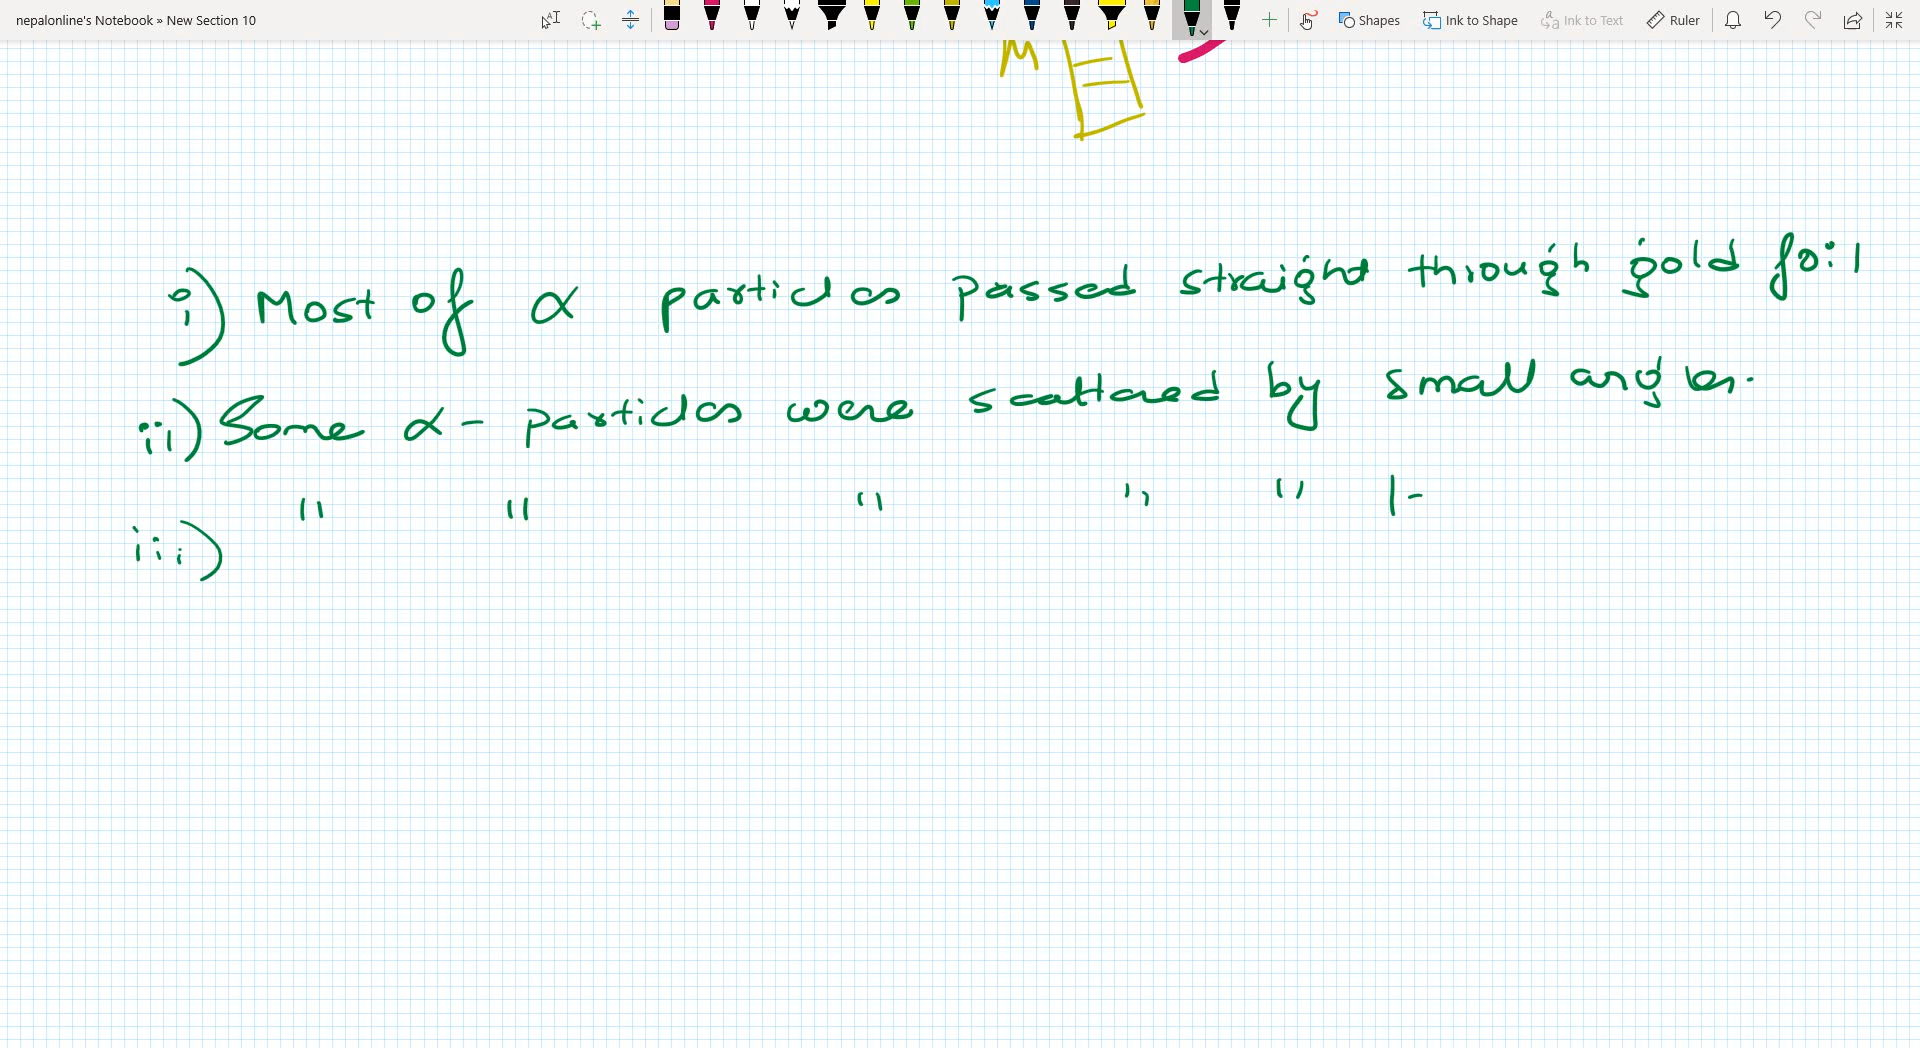 nepalonline's Notebook » New Section 10
Shapes Ink to Shape Ink to Text Ruler
M
i) Most of α particles passed straight through gold foil
ii) Some α - particles were scattered by small angles.
iii) " " " " "